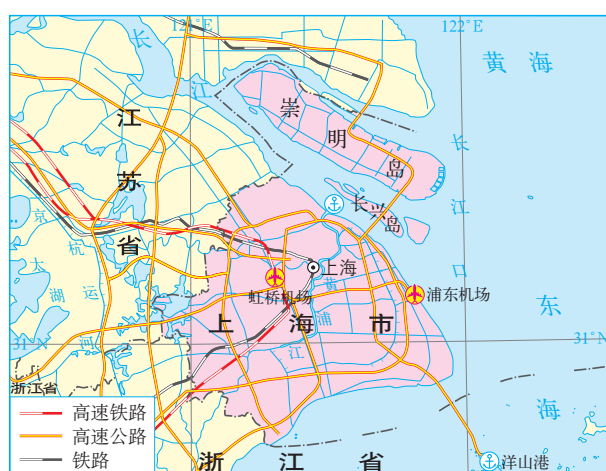 121°E
122°E
黄海
长江
崇明岛
江苏省
长江口
长兴岛
京杭运河
太湖
上海
虹桥机场
浦东机场
黄浦江
上海市
东海
31°N
31°N
浙江省
高速铁路
高速公路
铁路
浙江省
洋山港